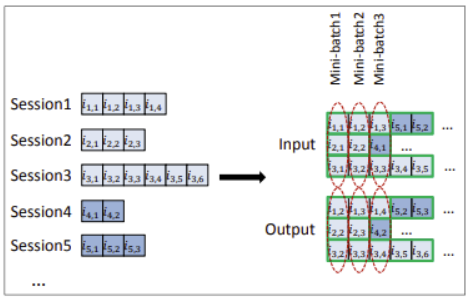 Mini-batch1
Mini-batch2
Mini-batch3
Session1 i1,1 i1,2 i1,3 i1,4
Session2 i2,1 i2,2 i2,3
Session3 i3,1 i3,2 i3,3 i3,4 i3,5 i3,6
Session4 i4,1 i4,2
Session5 i5,1 i5,2 i5,3
...
Input
i1,1 i1,2 i1,3 i5,1 i5,2 ...
i2,1 i2,2 i4,1 ...
i3,1 i3,2 i3,3 i3,4 i3,5 ...
Output
i1,2 i1,3 i1,4 i5,2 i5,3 ...
i2,2 i2,3 i4,2 ...
i3,2 i3,3 i3,4 i3,5 i3,6 ...